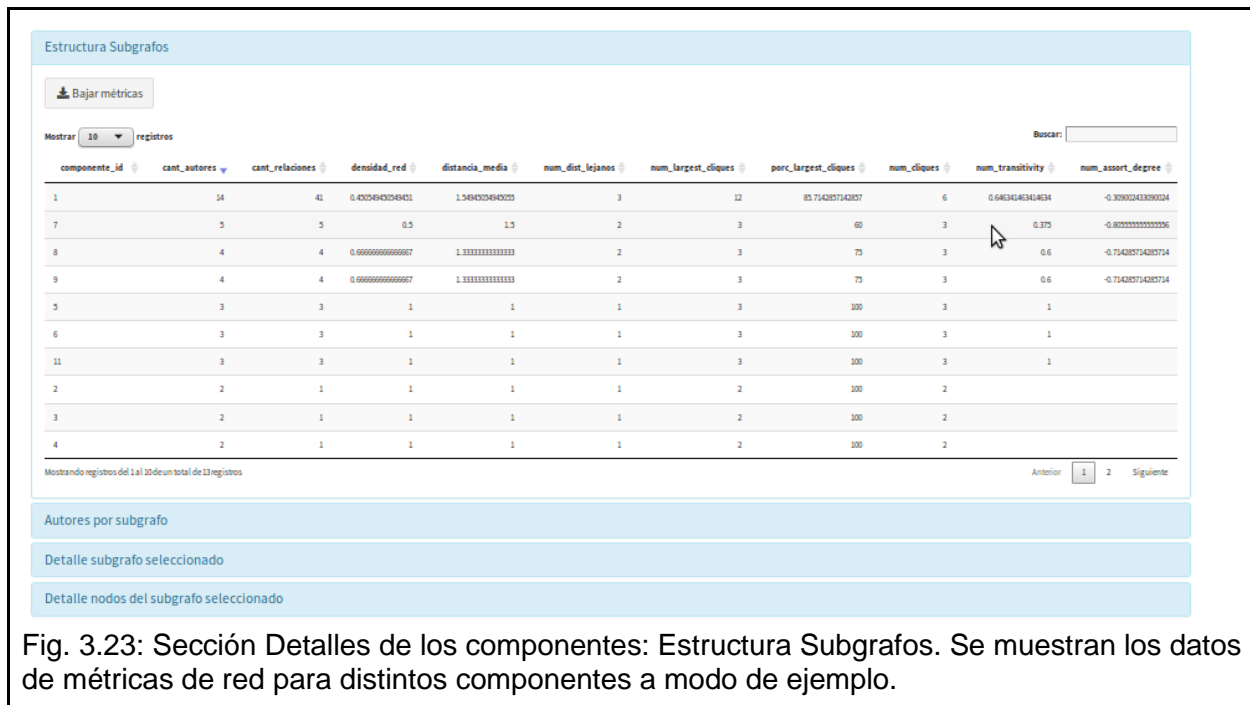 Estructura Subgrafos
Bajar métricas
Mostrar 10 registros
Buscar:
componente_id cant_autores cant_relaciones densidad_red distancia_media num_dist_lejanos num_largest_cliques porc_largest_cliques num_cliques num_transitivity num_assort_degree
1 14 41 0.450549450549451 1.54945054945055 3 12 85.7142857142857 6 0.646341463414634 -0.309002433090024
7 5 5 0.5 1.5 2 3 60 3 0.375 -0.805555555555556
8 4 4 0.666666666666667 1.33333333333333 2 3 75 3 0.6 -0.714285714285714
9 4 4 0.666666666666667 1.33333333333333 2 3 75 3 0.6 -0.714285714285714
5 3 3 1 1 1 3 100 3 1
6 3 3 1 1 1 3 100 3 1
11 3 3 1 1 1 3 100 3 1
2 2 1 1 1 1 2 100 2
3 2 1 1 1 1 2 100 2
4 2 1 1 1 1 2 100 2
Mostrando registros del 1 al 10 de un total de 13 registros
Anterior 1 2 Siguiente
Autores por subgrafo
Detalle subgrafo seleccionado
Detalle nodos del subgrafo seleccionado
Fig. 3.23: Sección Detalles de los componentes: Estructura Subgrafos. Se muestran los datos
de métricas de red para distintos componentes a modo de ejemplo.